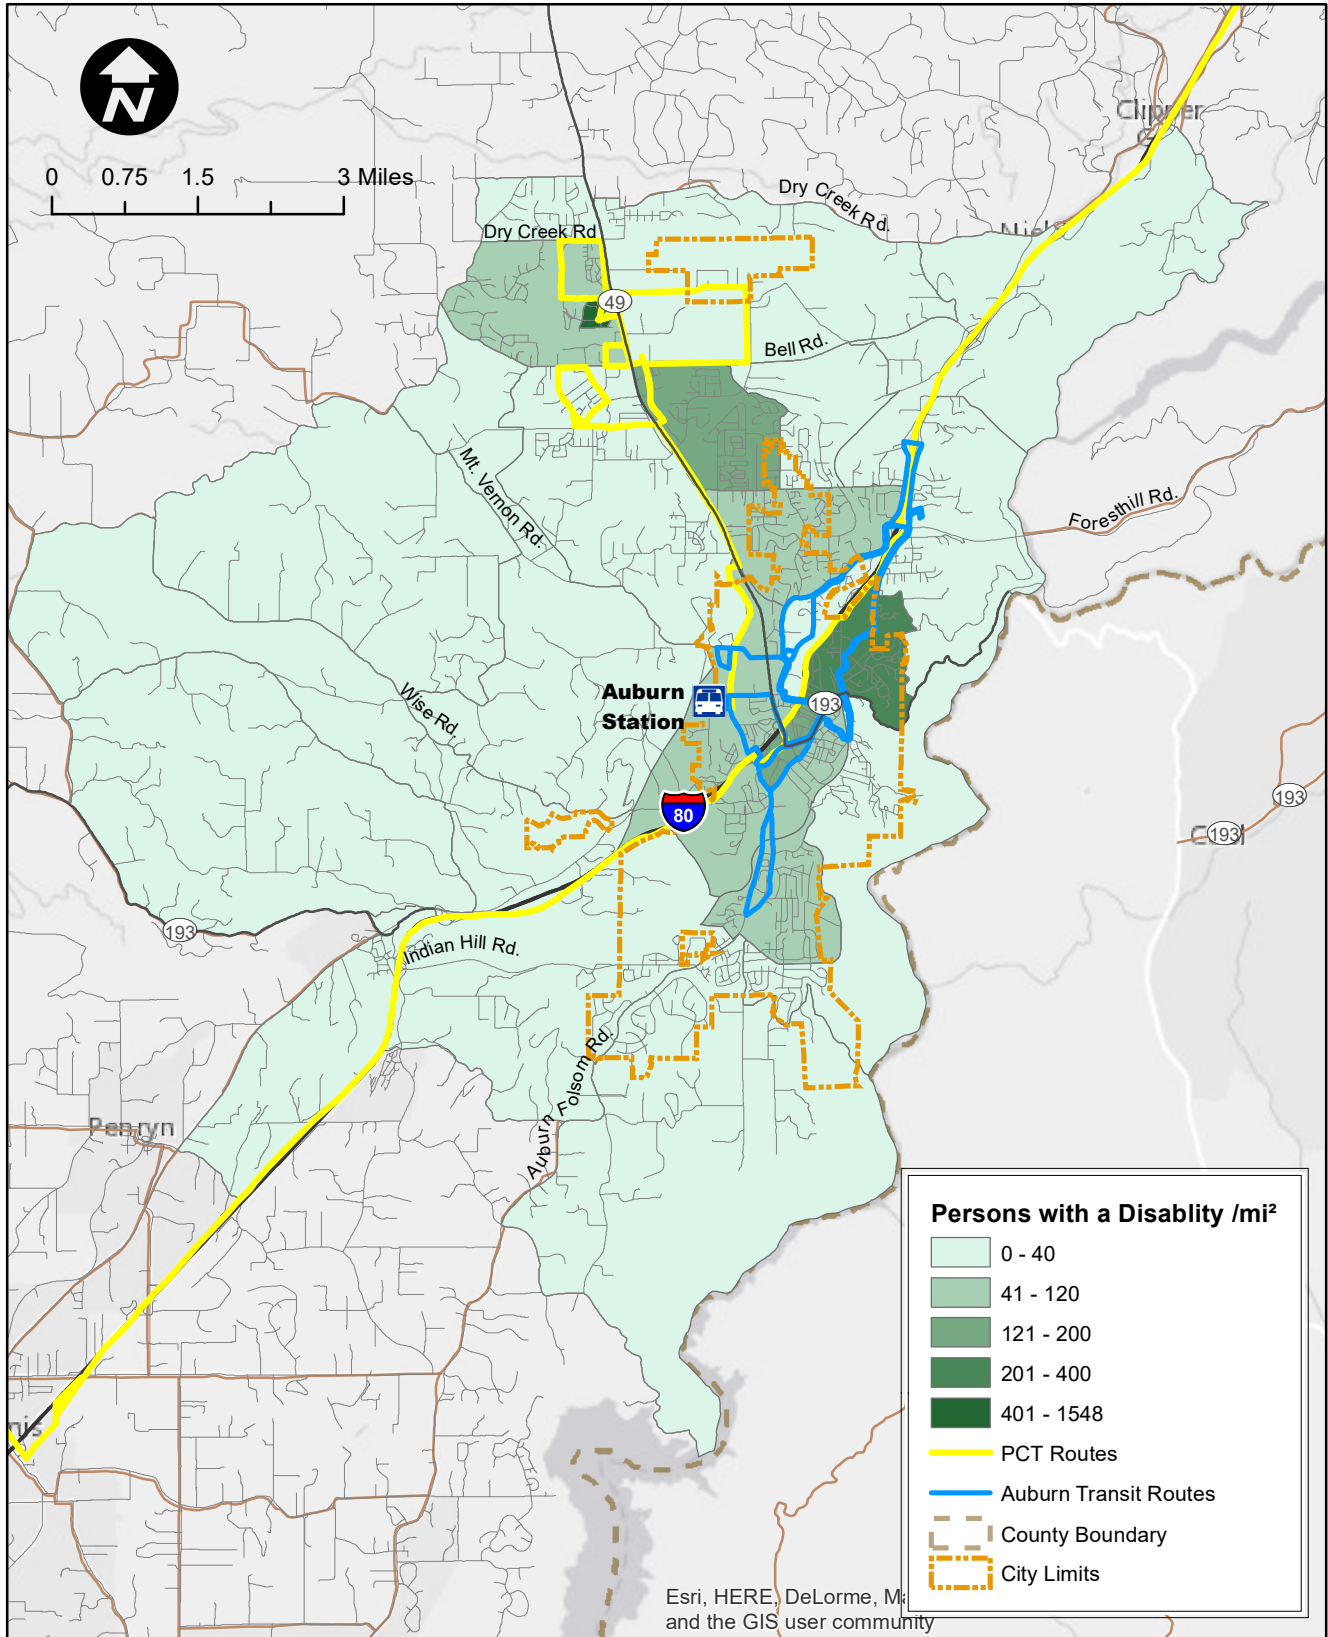 N
0 0.75 1.5 3 Miles
Clipper
Dry Creek Rd.
Dry Creek Rd
49
Bell Rd.
Mt. Vernon Rd.
Foresthill Rd.
Wise Rd.
Auburn
Station
193
80
193
193
193
Indian Hill Rd.
Auburn Folsom Rd.
Penryn
Persons with a Disablity /mi²
0 - 40
41 - 120
121 - 200
201 - 400
401 - 1548
PCT Routes
Auburn Transit Routes
County Boundary
City Limits
Esri, HERE, DeLorme,
and the GIS user community